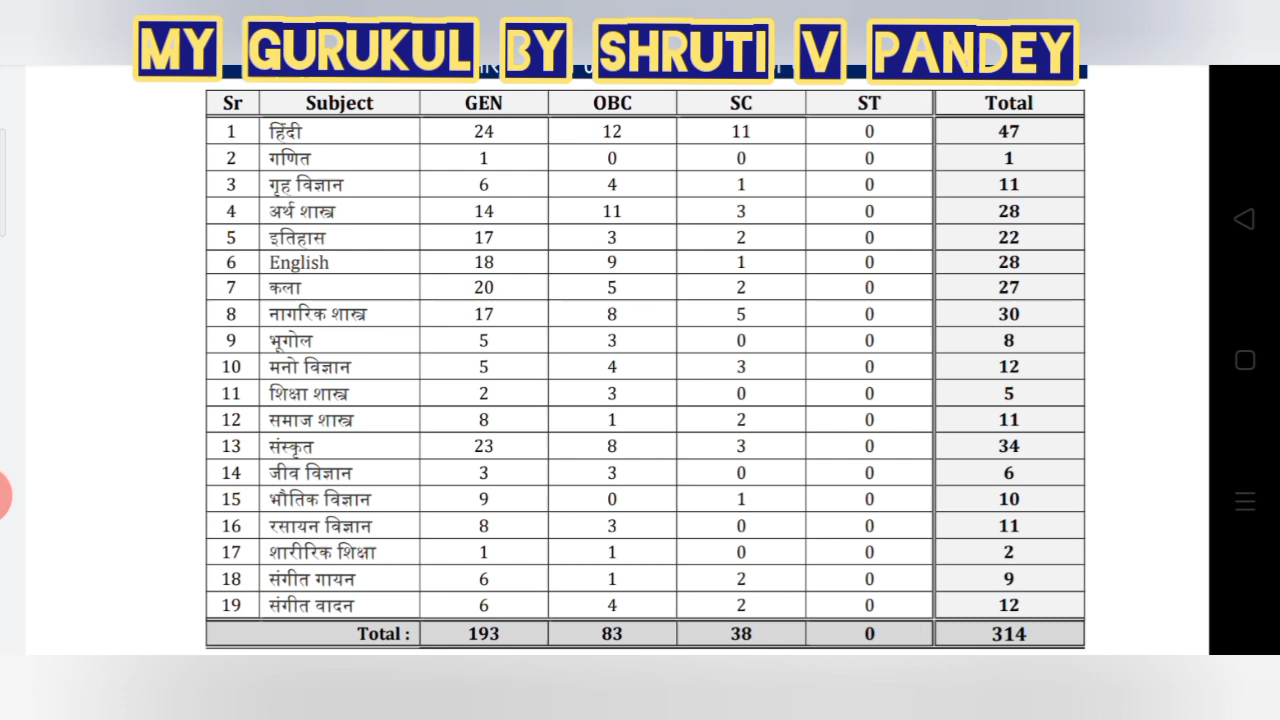 MY GURUKUL BY SHRUTI V PANDEY
Sr Subject GEN OBC SC ST Total
1 हिंदी 24 12 11 0 47
2 गणित 1 0 0 0 1
3 गृह विज्ञान 6 4 1 0 11
4 अर्थ शास्त्र 14 11 3 0 28
5 इतिहास 17 3 2 0 22
6 English 18 9 1 0 28
7 कला 20 5 2 0 27
8 नागरिक शास्त्र 17 8 5 0 30
9 भूगोल 5 3 0 0 8
10 मनो विज्ञान 5 4 3 0 12
11 शिक्षा शास्त्र 2 3 0 0 5
12 समाज शास्त्र 8 1 2 0 11
13 संस्कृत 23 8 3 0 34
14 जीव विज्ञान 3 3 0 0 6
15 भौतिक विज्ञान 9 0 1 0 10
16 रसायन विज्ञान 8 3 0 0 11
17 शारीरिक शिक्षा 1 1 0 0 2
18 संगीत गायन 6 1 2 0 9
19 संगीत वादन 6 4 2 0 12
Total : 193 83 38 0 314